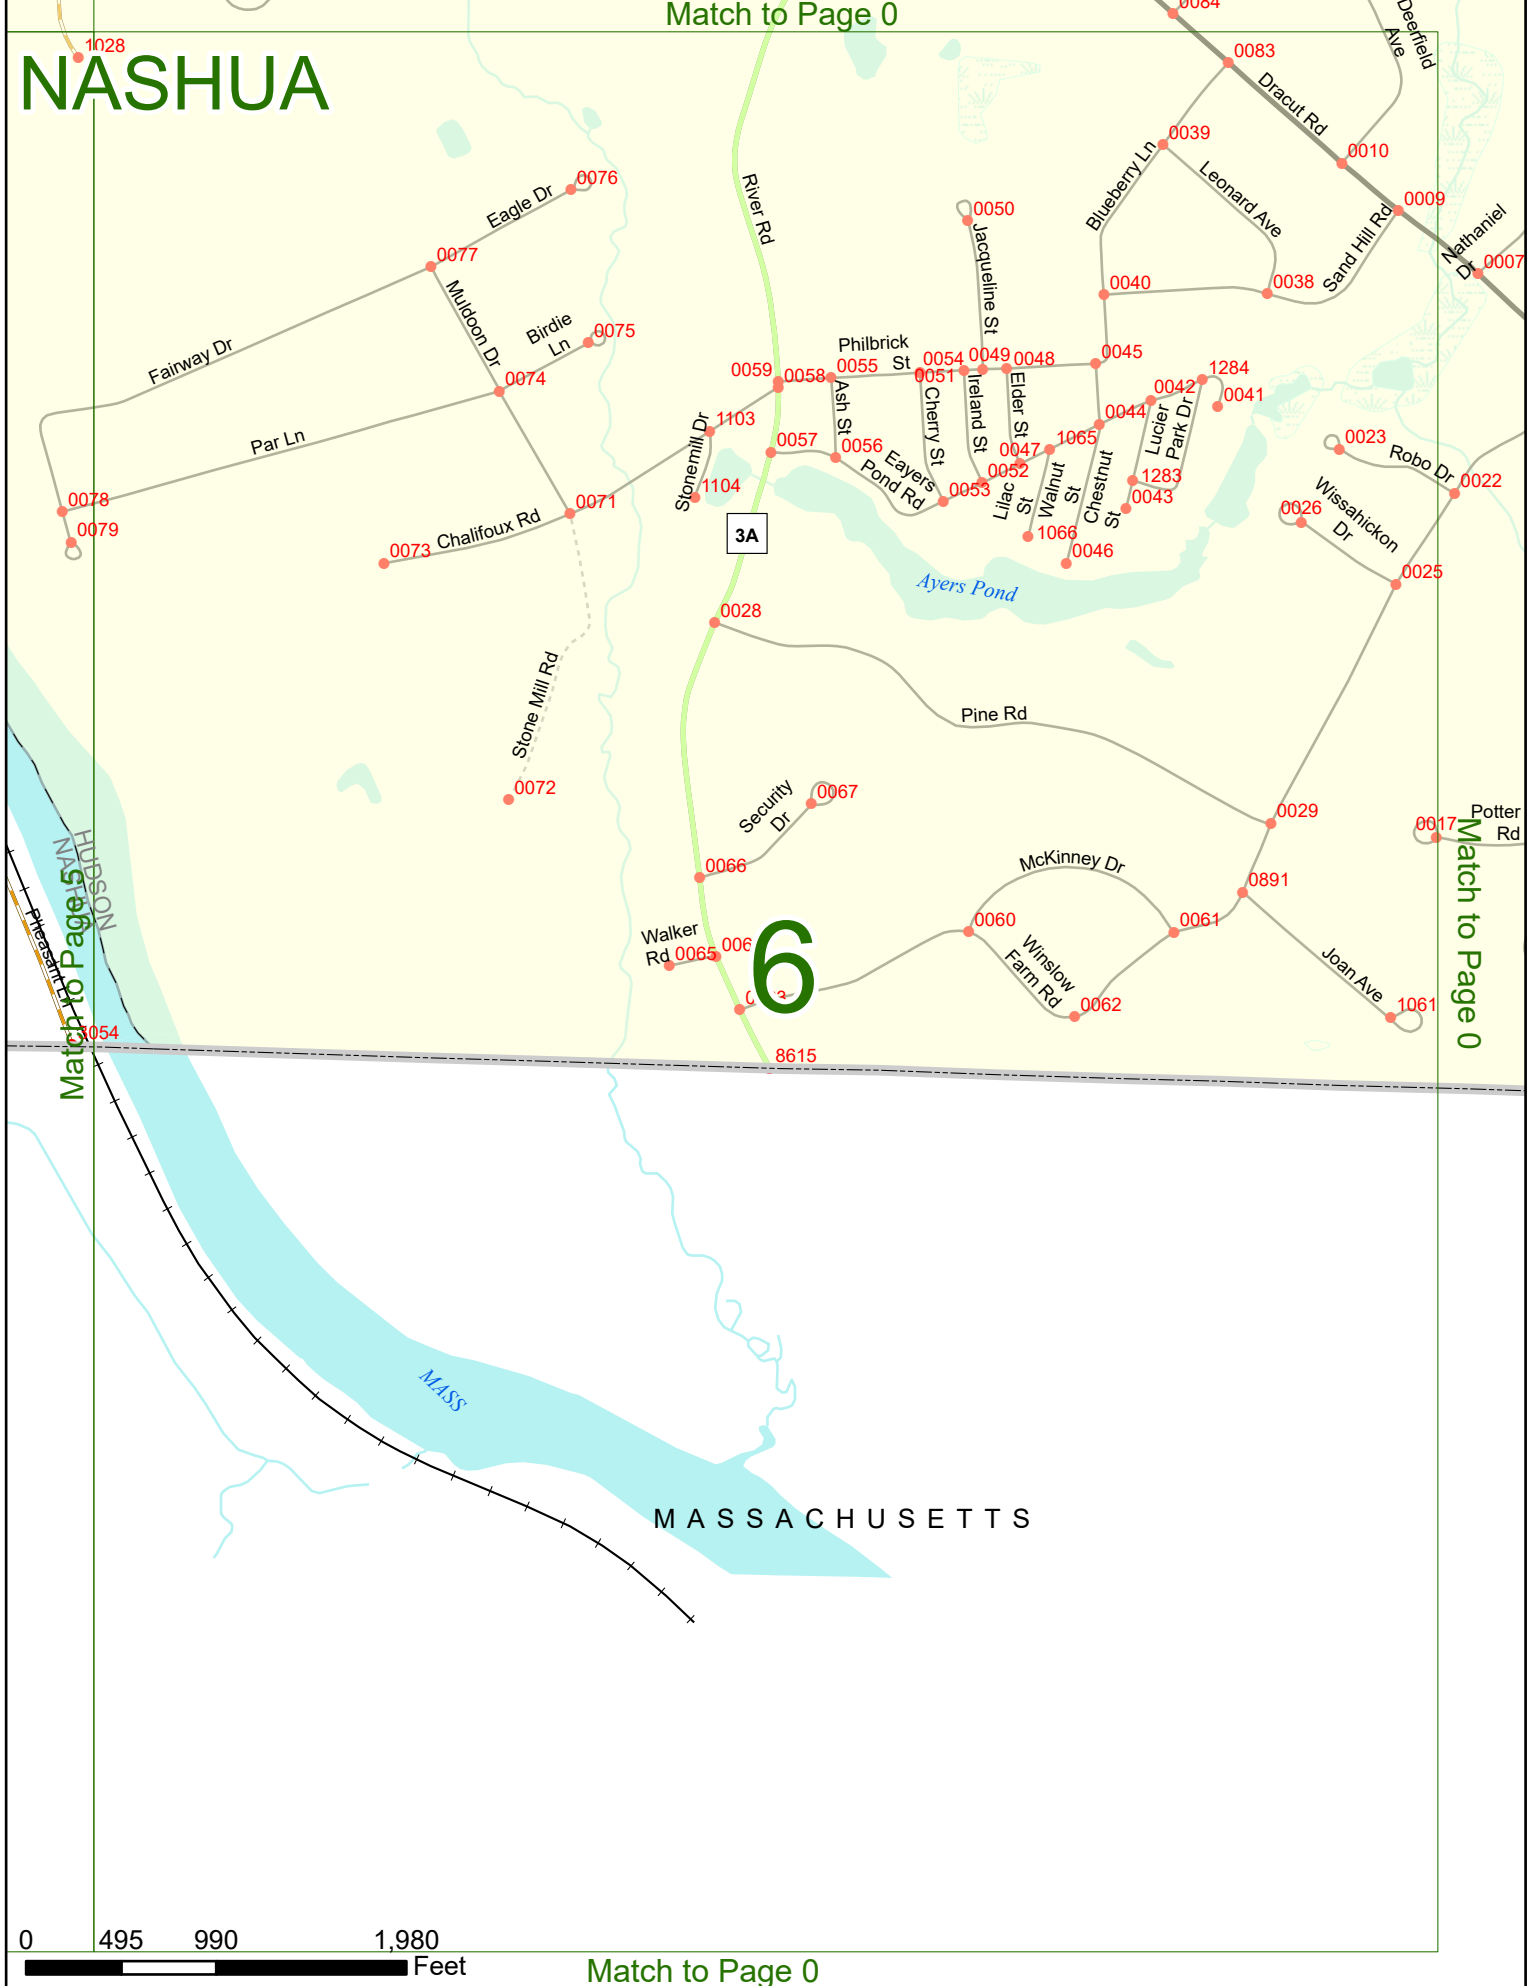 Match to Page 0
0084
Deerfield
Ave
1028
NASHUA
0083
Dracut Rd
0039
0010
Blueberry Ln
Leonard Ave
0076
Eagle Dr
River Rd
0050
Jacqueline St
0009
Sand Hill Rd
Nathaniel
Dr
0007
0077
Muldoon Dr
0040
0038
Birdie
Ln
0075
Fairway Dr
Philbrick
St
0059
0058
0055
0054
0051
0049
0048
0045
1284
0074
0042
0041
Ash St
Cherry St
Ireland St
Elder St
0044
Lucier
Park Dr
1103
Stonemill Dr
Par Ln
0057
0056
0047
1065
0023
Robo Dr
Eayers
Pond Rd
0052
0053
Lilac
St
Walnut
St
Chestnut
St
1283
0043
0022
1104
0078
0071
0079
Chalifoux Rd
0073
3A
1066
0046
0026
Wissahickon
Dr
0025
Ayers Pond
0028
Stone Mill Rd
Pine Rd
0072
Security
Dr
0067
0029
0017
Potter
Rd
HUDSON
Match to Page 5
Match to Page 0
0066
McKinney Dr
0891
Pheasant Ln
Walker
Rd
0065
6
0060
0061
Winslow
Farm Rd
0062
Joan Ave
1061
8615
MASS
MASSACHUSETTS
0 495 990 1,980
Feet
Match to Page 0